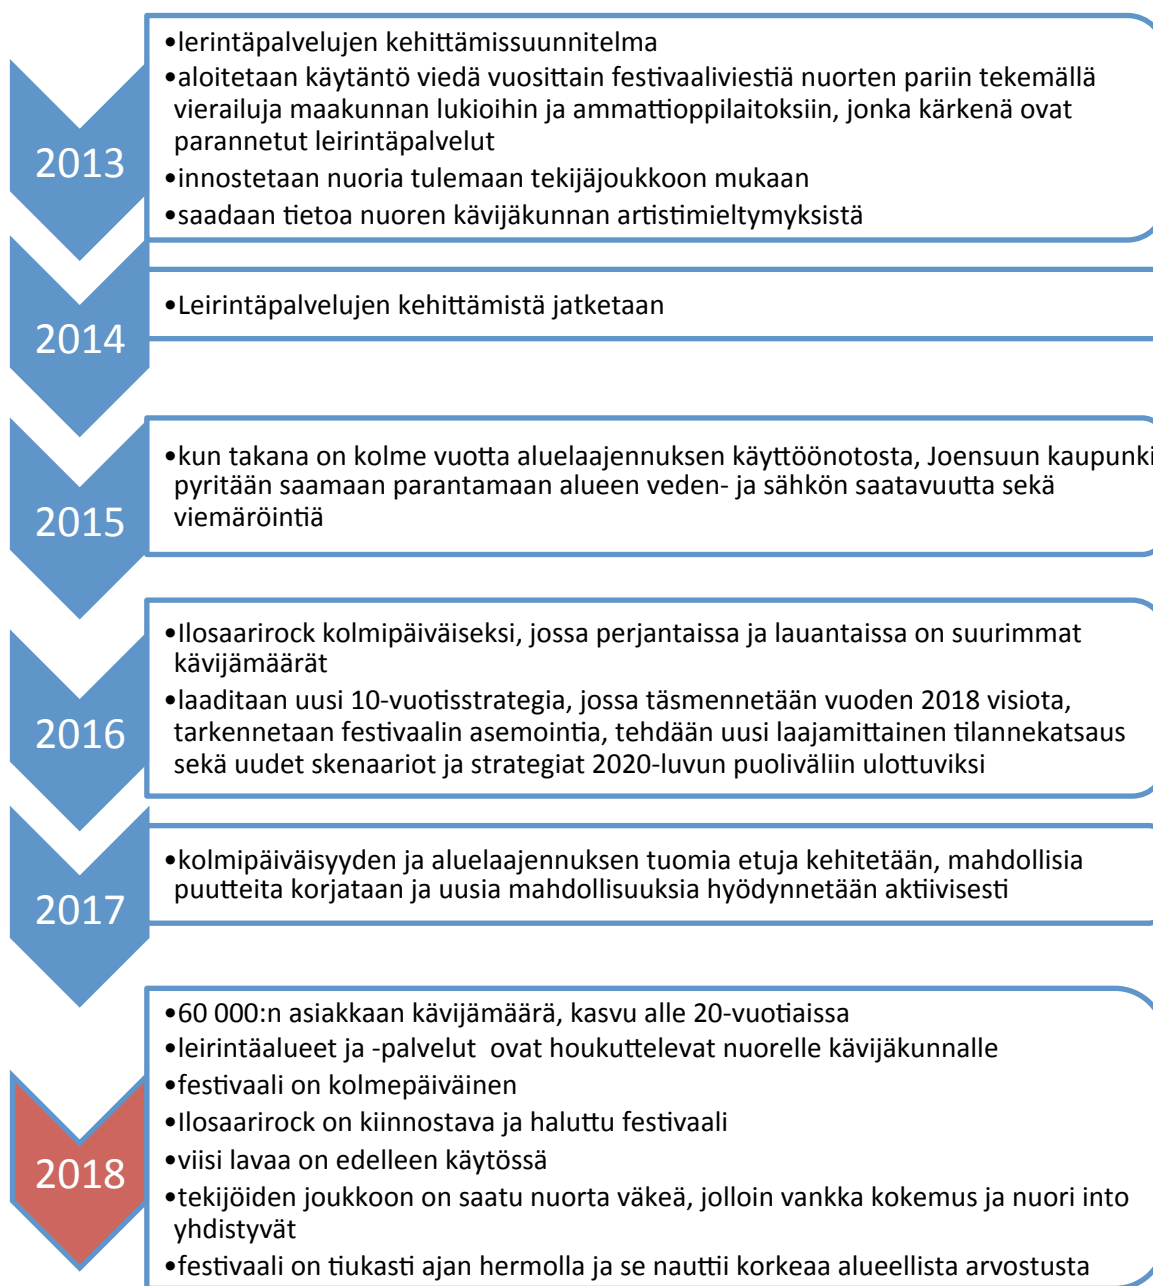 2013
•lerintäpalvelujen kehittämissuunnitelma
•aloitetaan käytäntö viedä vuosittain festivaaliviestiä nuorten pariin tekemällä
vierailuja maakunnan lukioihin ja ammattioppilaitoksiin, jonka kärkenä ovat
parannetut leirintäpalvelut
•innostetaan nuoria tulemaan tekijäjoukkoon mukaan
•saadaan tietoa nuoren kävijäkunnan artistimieltymyksistä
2014
•Leirintäpalvelujen kehittämistä jatketaan
2015
•kun takana on kolme vuotta aluelaajennuksen käyttöönotosta, Joensuun kaupunki
pyritään saamaan parantamaan alueen veden- ja sähkön saatavuutta sekä
viemäröintiä
2016
•Ilosaarirock kolmipäiväiseksi, jossa perjantaissa ja lauantaissa on suurimmat
kävijämäärät
•laaditaan uusi 10-vuotisstrategia, jossa täsmennetään vuoden 2018 visiota,
tarkennetaan festivaalin asemointia, tehdään uusi laajamittainen tilannekatsaus
sekä uudet skenaariot ja strategiat 2020-luvun puoliväliin ulottuviksi
2017
•kolmipäiväisyyden ja aluelaajennuksen tuomia etuja kehitetään, mahdollisia
puutteita korjataan ja uusia mahdollisuuksia hyödynnetään aktiivisesti
2018
•60 000:n asiakkaan kävijämäärä, kasvu alle 20-vuotiaissa
•leirintäalueet ja -palvelut ovat houkuttelevat nuorelle kävijäkunnalle
•festivaali on kolmepäiväinen
•Ilosaarirock on kiinnostava ja haluttu festivaali
•viisi lavaa on edelleen käytössä
•tekijöiden joukkoon on saatu nuorta väkeä, jolloin vankka kokemus ja nuori into
yhdistyvät
•festivaali on tiukasti ajan hermolla ja se nauttii korkeaa alueellista arvostusta